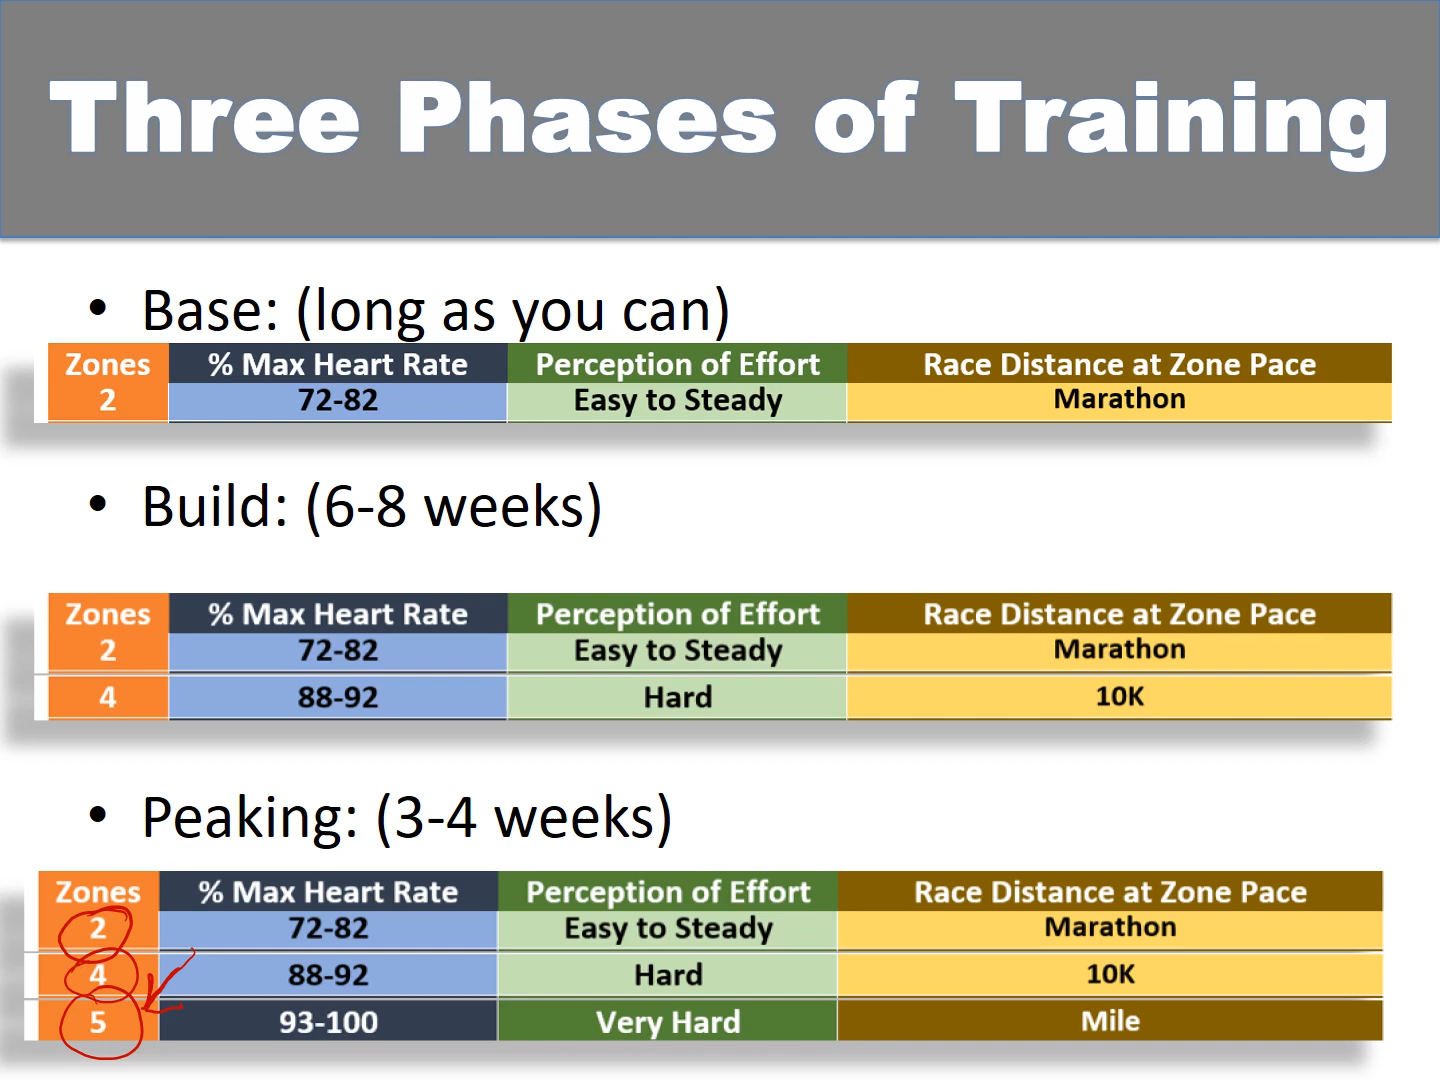 Three Phases of Training
• Base: (long as you can)
Zones % Max Heart Rate Perception of Effort Race Distance at Zone Pace
2 72-82 Easy to Steady Marathon
• Build: (6-8 weeks)
Zones % Max Heart Rate Perception of Effort Race Distance at Zone Pace
2 72-82 Easy to Steady Marathon
4 88-92 Hard 10K
• Peaking: (3-4 weeks)
Zones % Max Heart Rate Perception of Effort Race Distance at Zone Pace
2 72-82 Easy to Steady Marathon
4 88-92 Hard 10K
5 93-100 Very Hard Mile